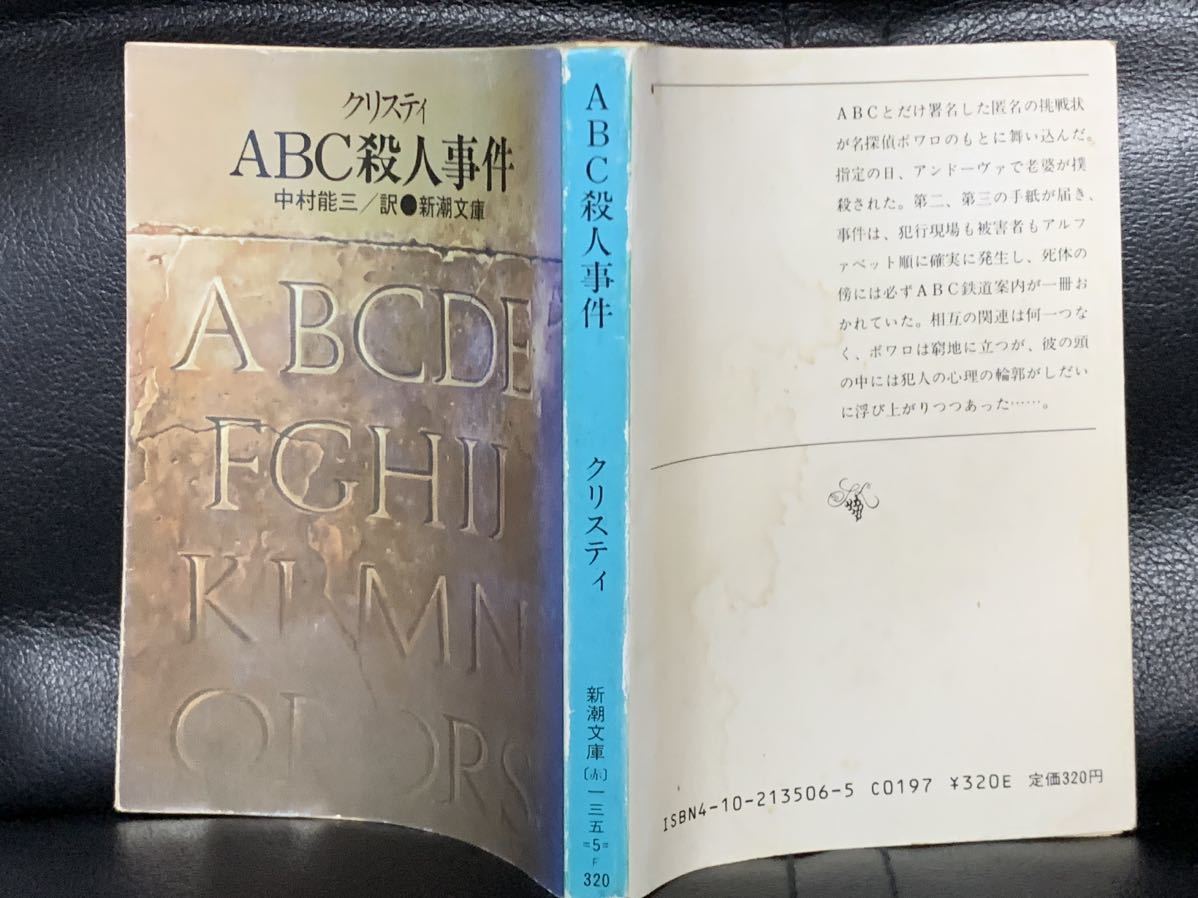 クリスティ
ABC殺人事件
中村能三／訳●新潮文庫
ABCDE
FGHIJ
KLMN
OPQRS
ABC殺人事件
クリスティ
新潮文庫
〔赤〕
一三五
=5=
F
320
ABCとだけ署名した匿名の挑戦状
が名探偵ポワロのもとに舞い込んだ。
指定の日、アンドーヴァで老婆が撲
殺された。第二、第三の手紙が届き、
事件は、犯行現場も被害者もアルフ
ァベット順に確実に発生し、死体の
傍には必ずABC鉄道案内が一冊お
かれていた。相互の関連は何一つな
く、ポワロは窮地に立つが、彼の頭
の中には犯人の心理の輪郭がしだい
に浮び上がりつつあった……。
ISBN4-10-213506-5 C0197 ¥320E 定価320円